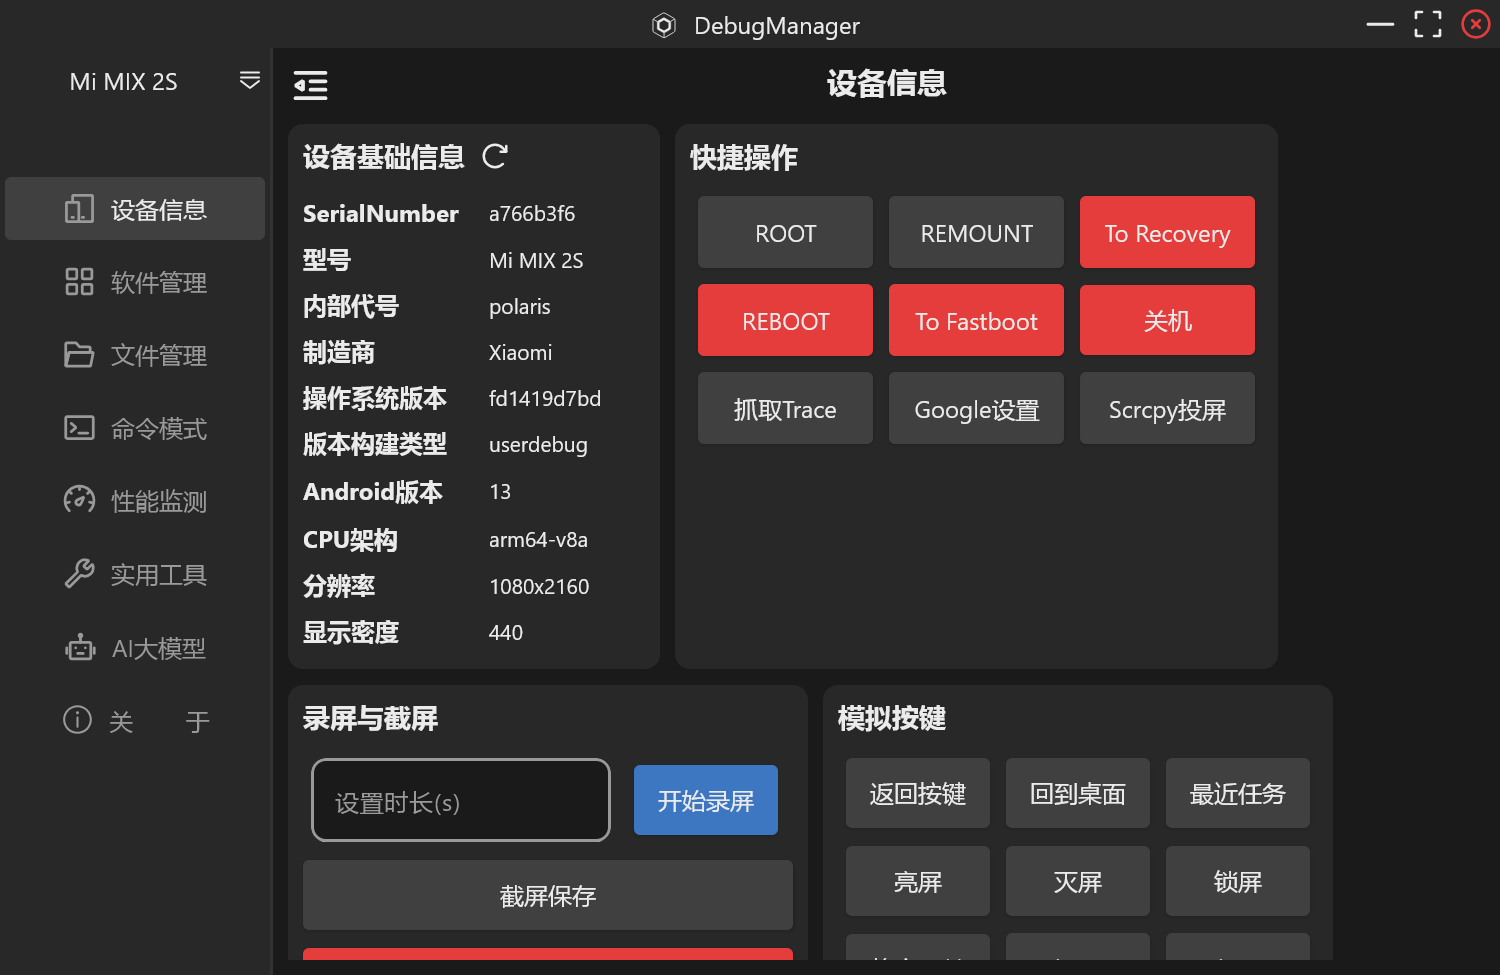 DebugManager
Mi MIX 2S
设备信息
软件管理
文件管理
命令模式
性能监测
实用工具
AI大模型
关 于
设备信息
设备基础信息
SerialNumber a766b3f6
型号 Mi MIX 2S
内部代号 polaris
制造商 Xiaomi
操作系统版本 fd1419d7bd
版本构建类型 userdebug
Android版本 13
CPU架构 arm64-v8a
分辨率 1080x2160
显示密度 440
快捷操作
ROOT REMOUNT To Recovery
REBOOT To Fastboot 关机
抓取Trace Google设置 Scrcpy投屏
录屏与截屏
设置时长(s) 开始录屏
截屏保存
模拟按键
返回按键 回到桌面 最近任务
亮屏 灭屏 锁屏